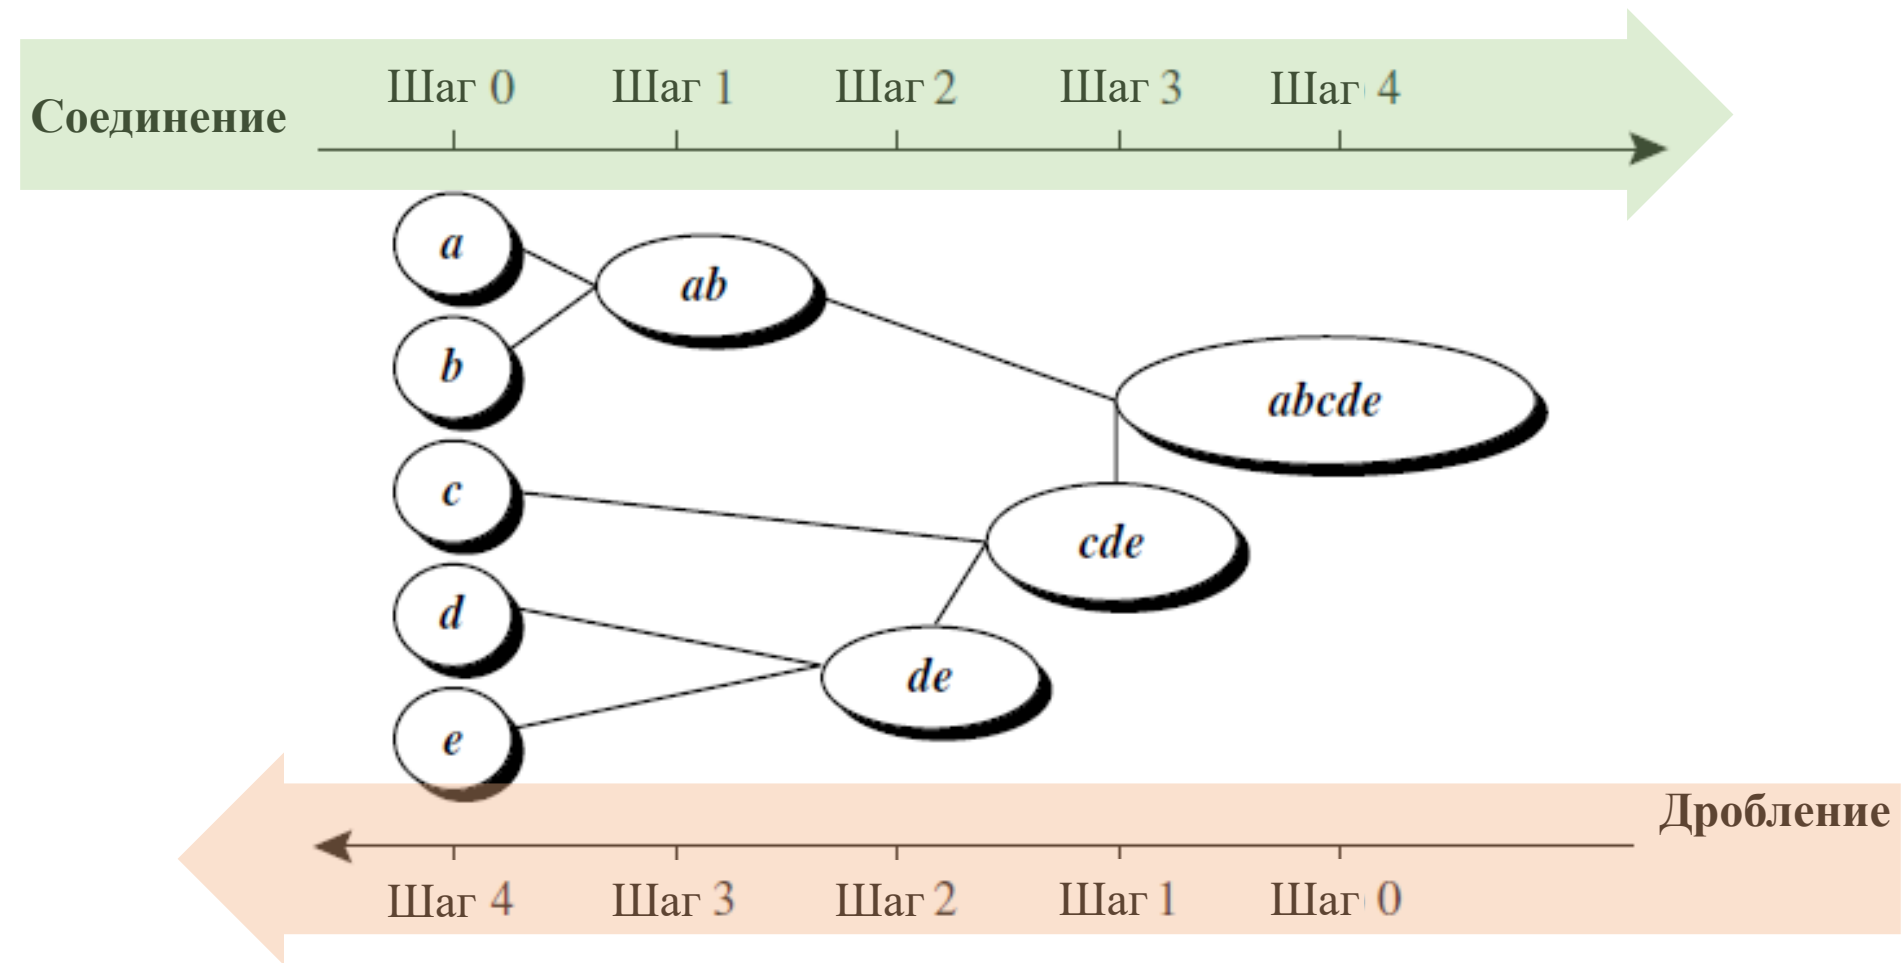 Шаг 0 Шаг 1 Шаг 2 Шаг 3 Шаг 4
Соединение
a
ab
b
abcde
c
cde
d
de
e
Дробление
Шаг 4 Шаг 3 Шаг 2 Шаг 1 Шаг 0